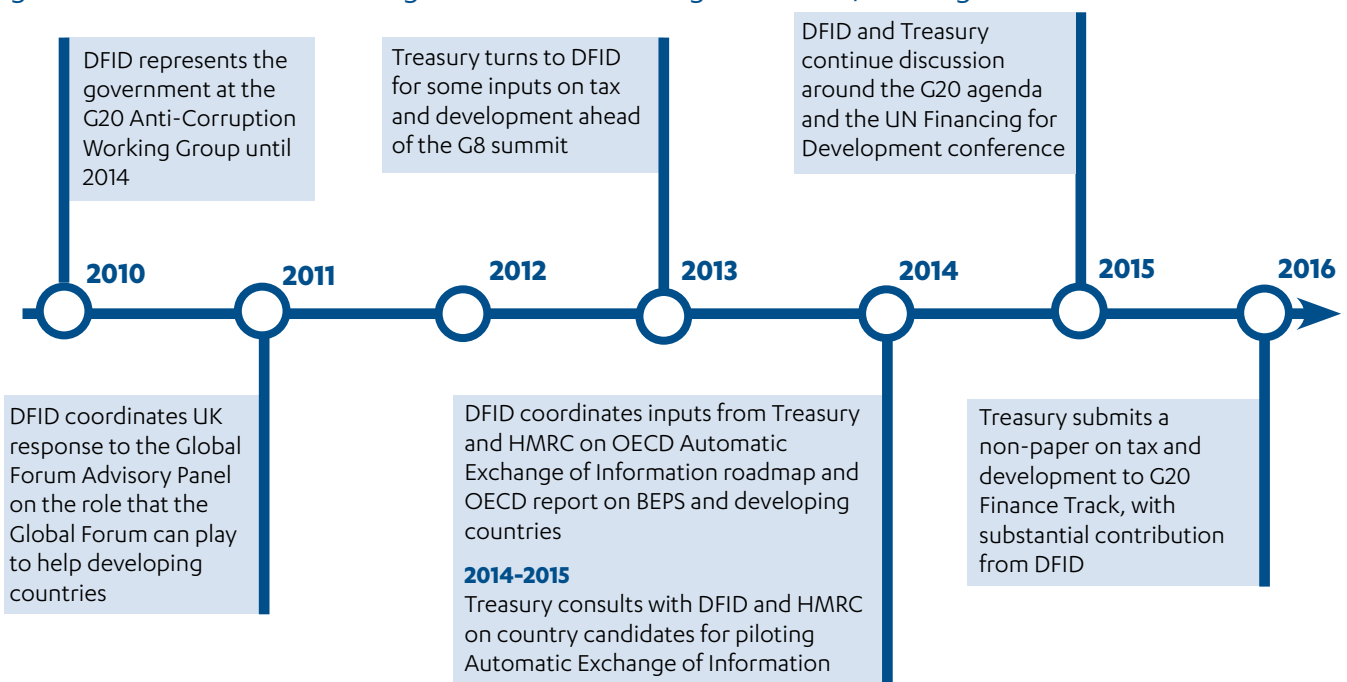 DFID represents the
government at the
G20 Anti-Corruption
Working Group until
2014
Treasury turns to DFID
for some inputs on tax
and development ahead
of the G8 summit
DFID and Treasury
continue discussion
around the G20 agenda
and the UN Financing for
Development conference
2010
2011
2012
2013
2014
2015
2016
DFID coordinates UK
response to the Global
Forum Advisory Panel
on the role that the
Global Forum can play
to help developing
countries
DFID coordinates inputs from Treasury
and HMRC on OECD Automatic
Exchange of Information roadmap and
OECD report on BEPS and developing
countries
2014-2015
Treasury consults with DFID and HMRC
on country candidates for piloting
Automatic Exchange of Information
Treasury submits a
non-paper on tax and
development to G20
Finance Track, with
substantial contribution
from DFID